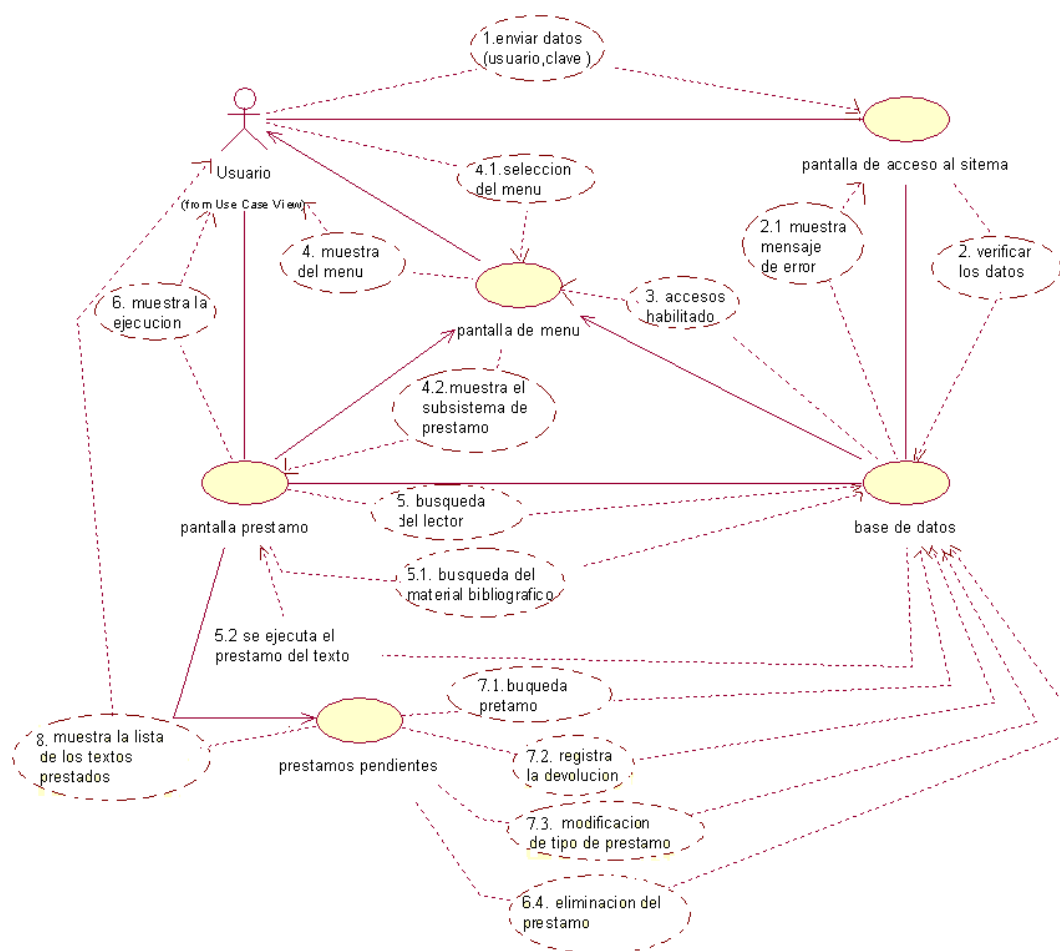 1.enviar datos
(usuario,clave )
pantalla de acceso al sitema
Usuario
(from Use Case View)
4.1.seleccion
del menu
2.1 muestra
mensaje
de error
2. verificar
los datos
4. muestra
del menu
3. accesos
habilitado
6. muestra la
ejecucion
pantalla de menu
4.2.muestra el
subsistema de
prestamo
pantalla prestamo
5. busqueda
del lector
base de datos
5.1. busqueda del
material bibliografico
5.2 se ejecuta el
prestamo del texto
7.1.buqueda
pretamo
8. muestra la lista
de los textos
prestados
prestamos pendientes
7.2. registra
la devolucion
7.3. modificacion
de tipo de prestamo
6.4. eliminacion del
prestamo